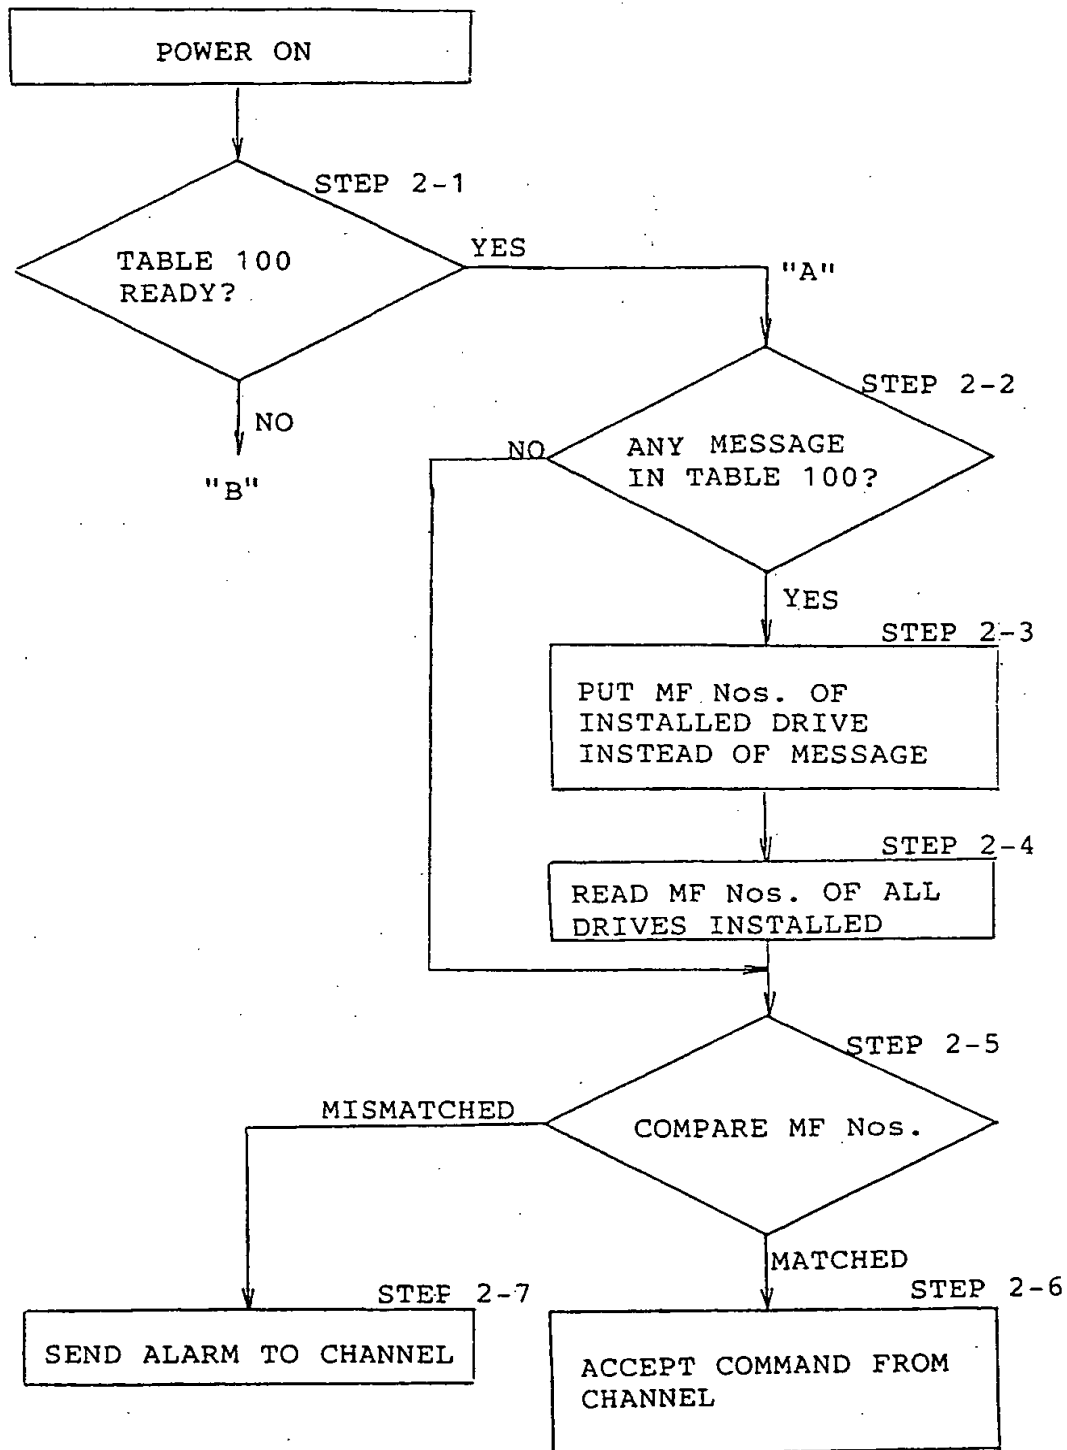 POWER ON
STEP 2-1
TABLE 100
READY?
YES
"A"
NO
"B"
STEP 2-2
ANY MESSAGE
IN TABLE 100?
NO
YES
STEP 2-3
PUT MF Nos. OF
INSTALLED DRIVE
INSTEAD OF MESSAGE
STEP 2-4
READ MF Nos. OF ALL
DRIVES INSTALLED
STEP 2-5
COMPARE MF Nos.
MISMATCHED
MATCHED
STEP 2-7
SEND ALARM TO CHANNEL
STEP 2-6
ACCEPT COMMAND FROM
CHANNEL